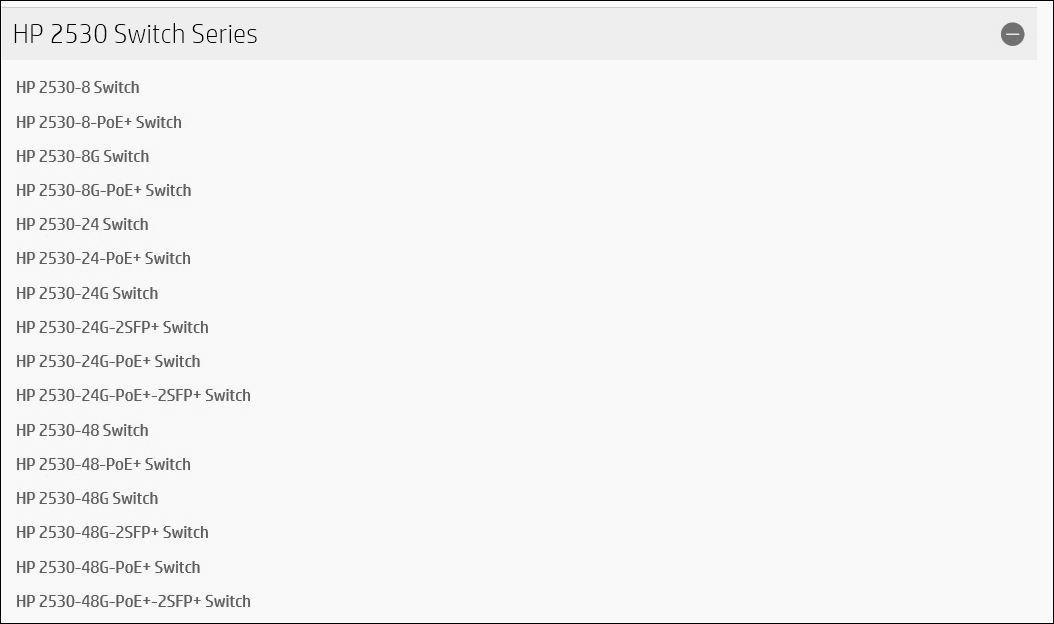 HP 2530 Switch Series
HP 2530-8 Switch
HP 2530-8-PoE+ Switch
HP 2530-8G Switch
HP 2530-8G-PoE+ Switch
HP 2530-24 Switch
HP 2530-24-PoE+ Switch
HP 2530-24G Switch
HP 2530-24G-2SFP+ Switch
HP 2530-24G-PoE+ Switch
HP 2530-24G-PoE+-2SFP+ Switch
HP 2530-48 Switch
HP 2530-48-PoE+ Switch
HP 2530-48G Switch
HP 2530-48G-2SFP+ Switch
HP 2530-48G-PoE+ Switch
HP 2530-48G-PoE+-2SFP+ Switch